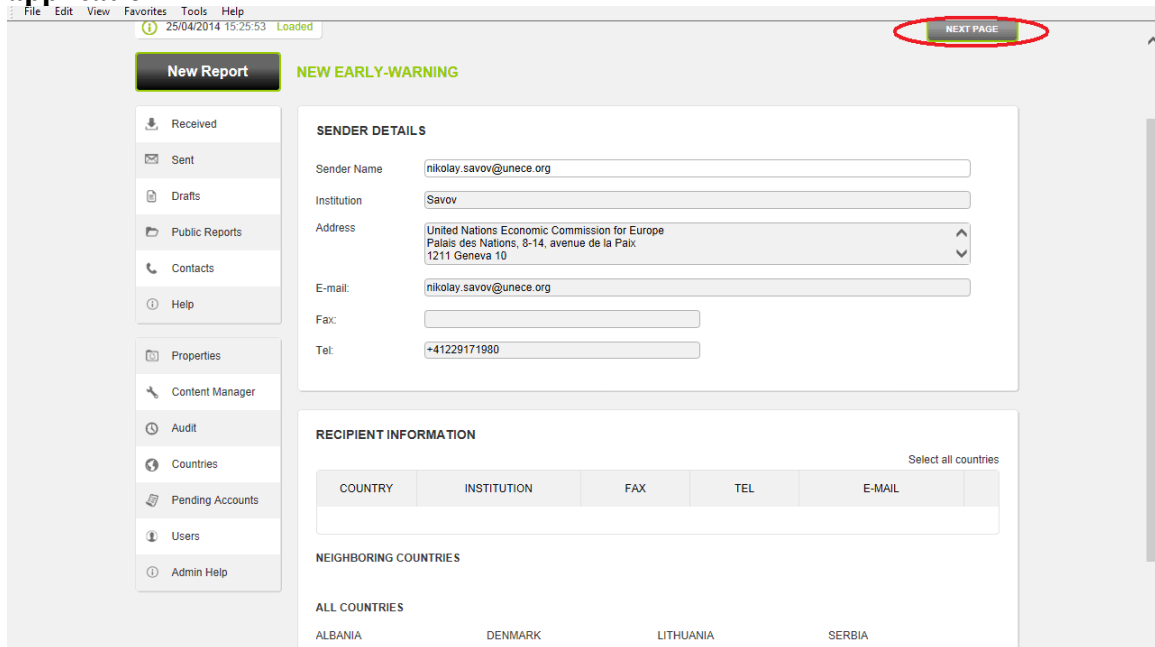 File Edit View Favorites Tools Help
25/04/2014 15:25:53 Loaded
NEXT PAGE
New Report
NEW EARLY-WARNING
Received
Sent
Drafts
Public Reports
Contacts
Help
Properties
Content Manager
Audit
Countries
Pending Accounts
Users
Admin Help
SENDER DETAILS
Sender Name nikolay.savov@unece.org
Institution Savov
Address United Nations Economic Commission for Europe
Palais des Nations, 8-14, avenue de la Paix
1211 Geneva 10
E-mail: nikolay.savov@unece.org
Fax:
Tel: +41229171980
RECIPIENT INFORMATION
Select all countries
COUNTRY INSTITUTION FAX TEL E-MAIL
NEIGHBORING COUNTRIES
ALL COUNTRIES
ALBANIA DENMARK LITHUANIA SERBIA